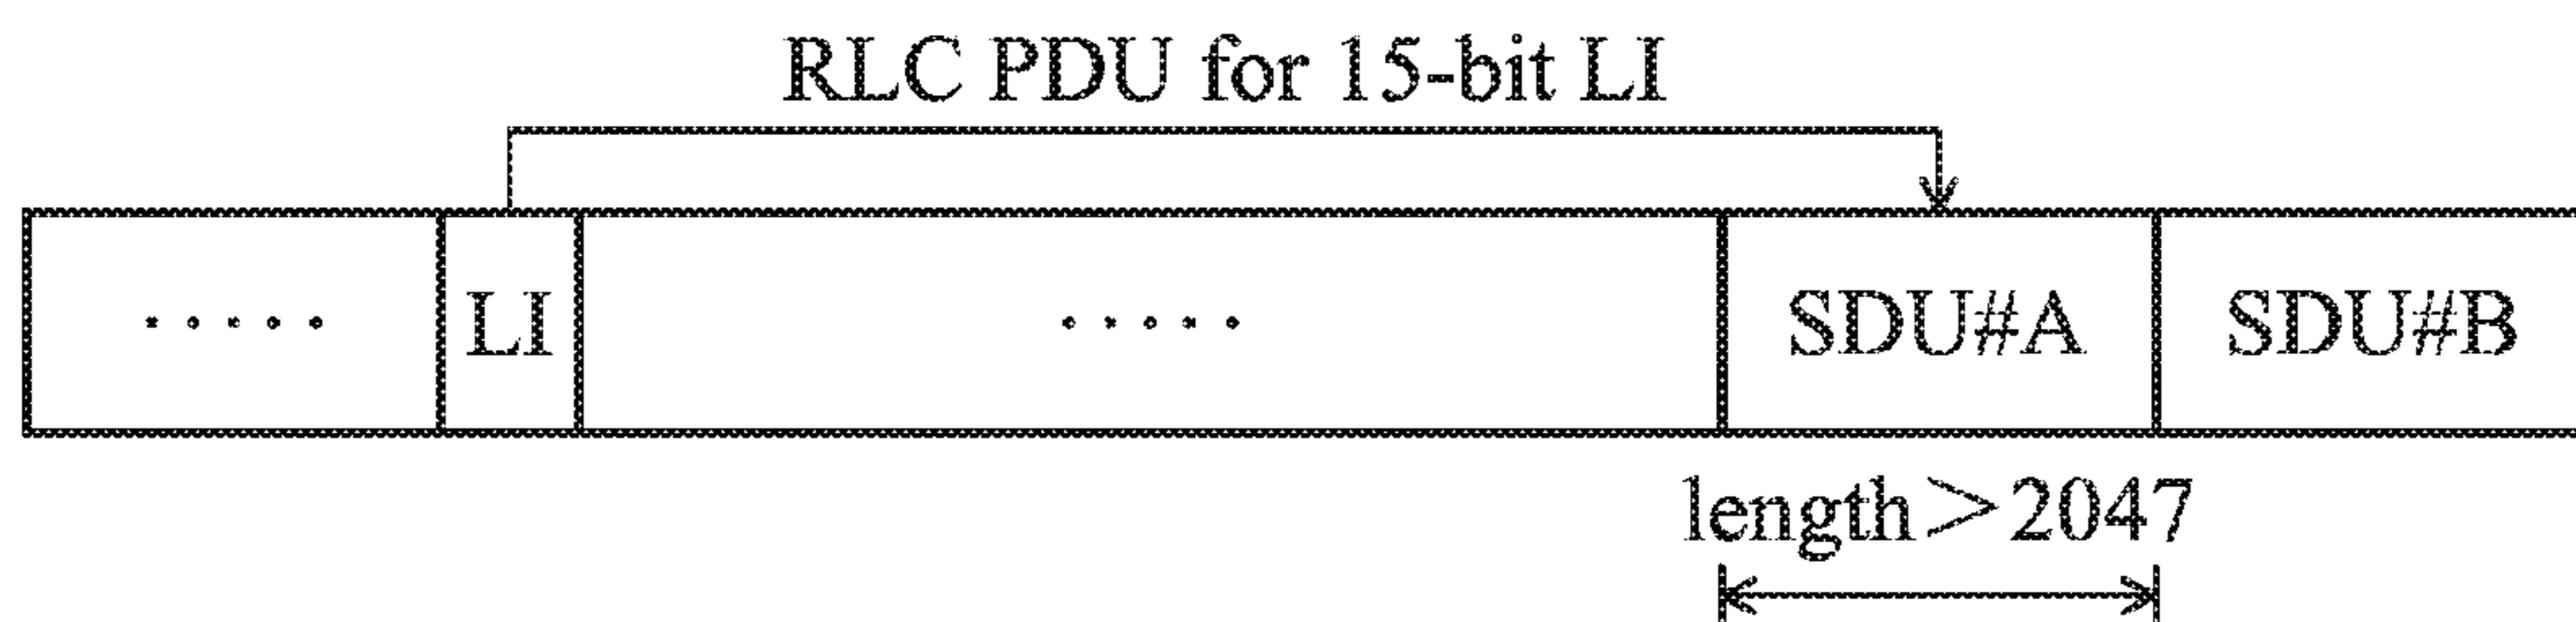 RLC PDU for 15-bit LI
..... LI ..... SDU#A SDU#B
length>2047